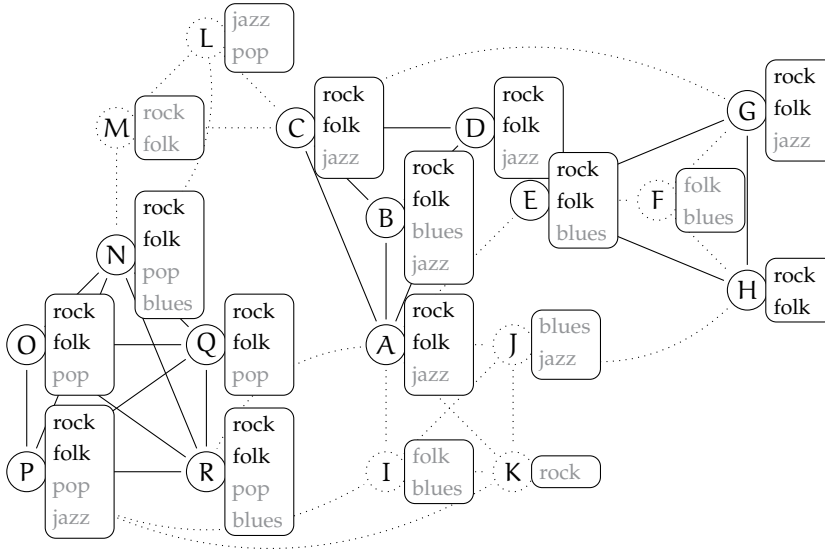 L
jazz
pop
M
rock
folk
C
rock
folk
jazz
D
rock
folk
jazz
G
rock
folk
jazz
B
rock
folk
blues
jazz
E
rock
folk
blues
F
folk
blues
N
rock
folk
pop
blues
H
rock
folk
O
rock
folk
pop
Q
rock
folk
pop
A
rock
folk
jazz
J
blues
jazz
P
rock
folk
pop
jazz
R
rock
folk
pop
blues
I
folk
blues
K
rock